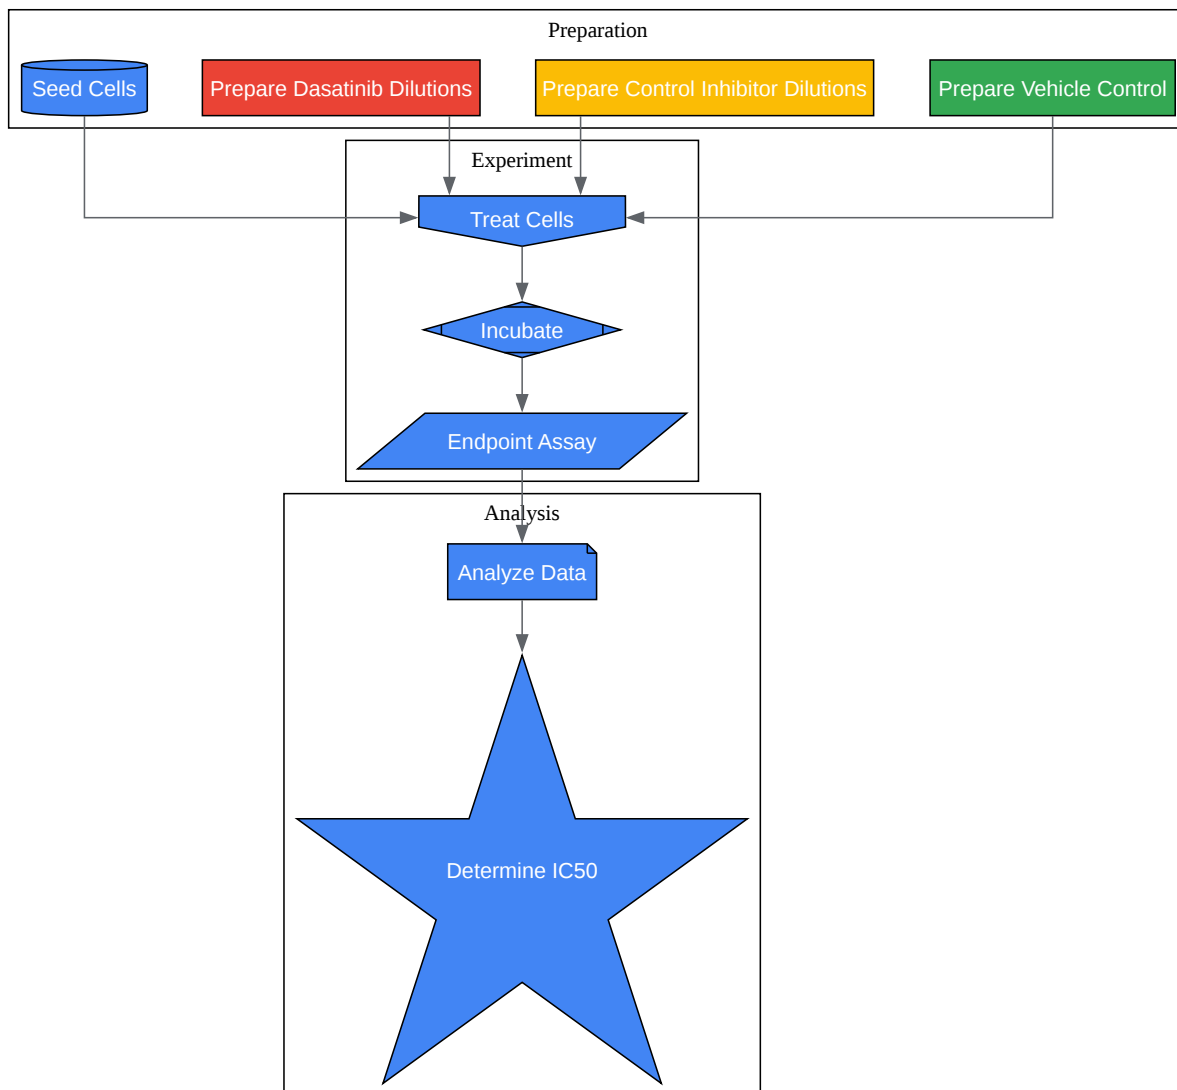 Preparation
Seed Cells
Prepare Dasatinib Dilutions
Prepare Control Inhibitor Dilutions
Prepare Vehicle Control
Experiment
Treat Cells
Incubate
Endpoint Assay
Analysis
Analyze Data
Determine IC50